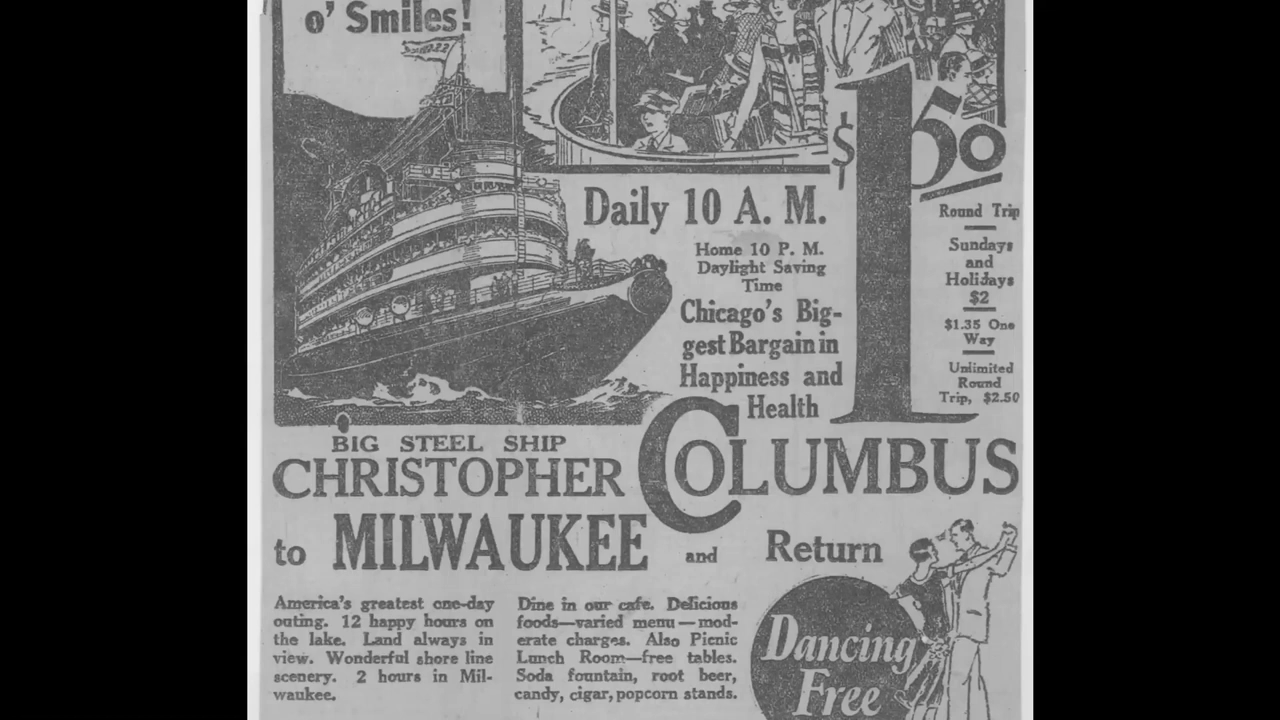 o' Smiles!
$1 50
Round Trip
Sundays
and
Holidays
$2
$1.35 One
Way
Unlimited
Round
Trip, $2.50
Daily 10 A. M.
Home 10 P. M.
Daylight Saving
Time
Chicago's Big-
gest Bargain in
Happiness and
Health
BIG STEEL SHIP
CHRISTOPHER COLUMBUS
to MILWAUKEE and Return
America's greatest one-day
outing. 12 happy hours on
the lake. Land always in
view. Wonderful shore line
scenery. 2 hours in Mil-
waukee.
Dine in our cafe. Delicious
foods—varied menu—mod-
erate charges. Also Picnic
Lunch Room—free tables.
Soda fountain, root beer,
candy, cigar, popcorn stands.
Dancing
Free